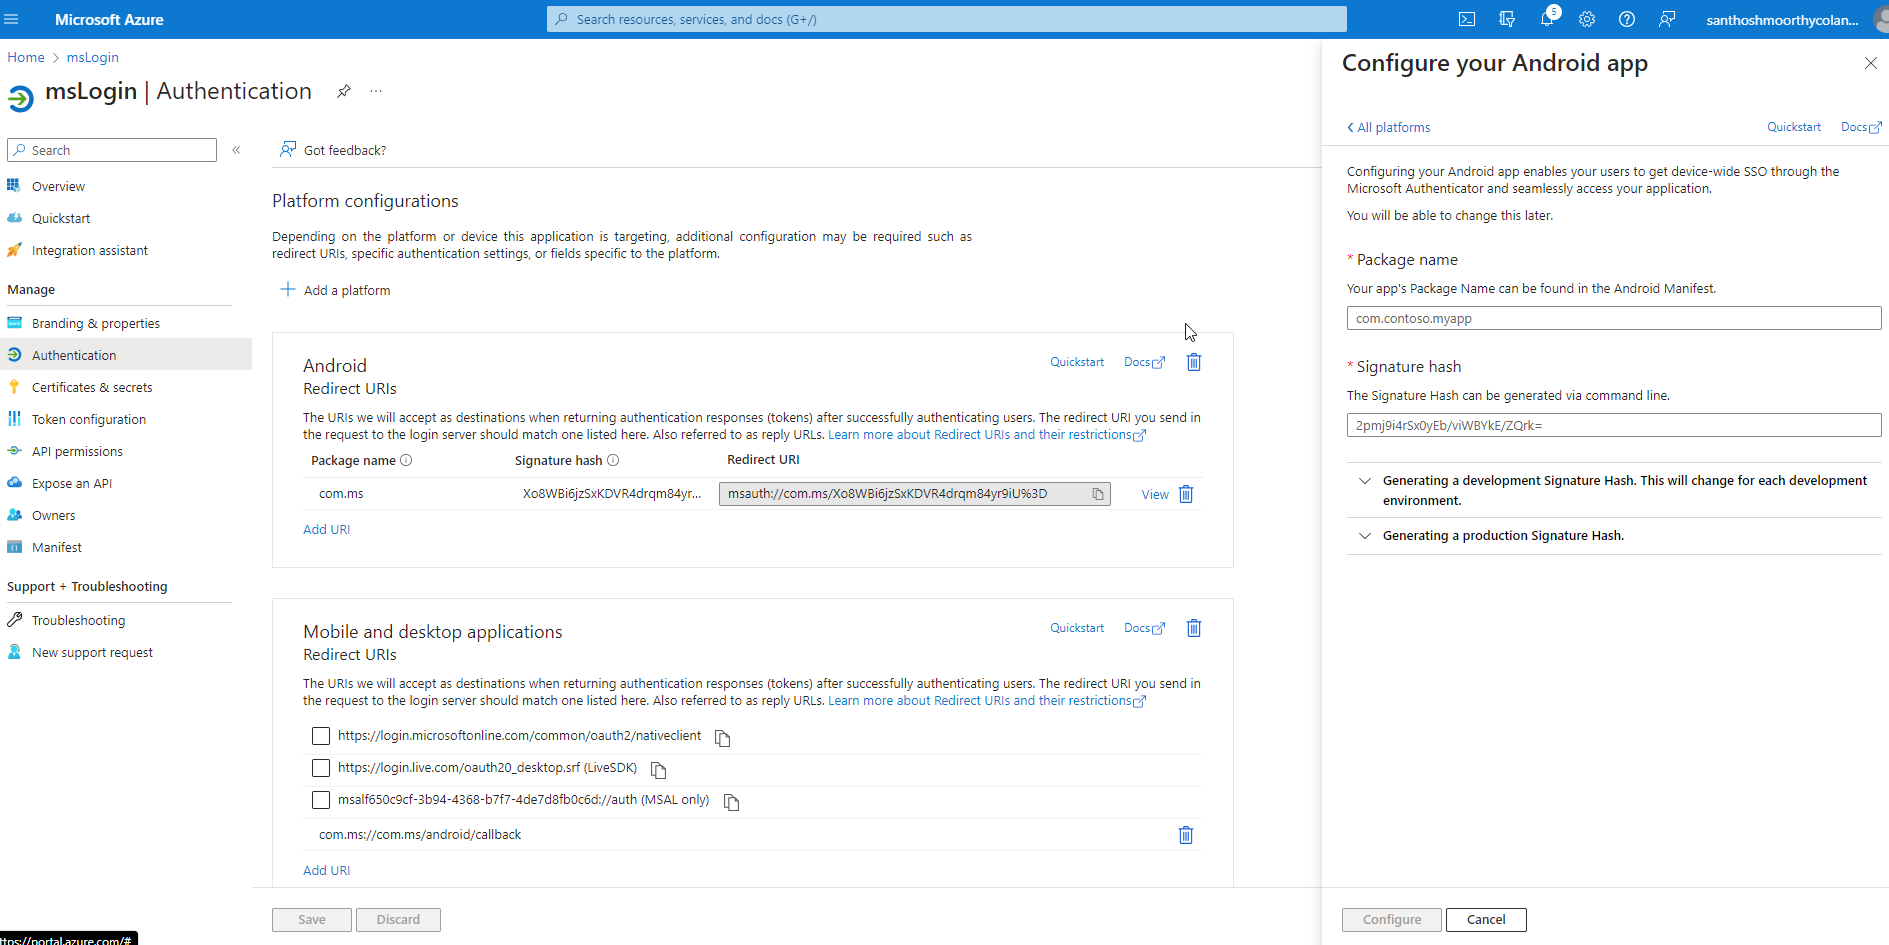 Microsoft Azure
Search resources, services, and docs (G+/)
5
santhoshmoorthycolan...
Home > msLogin
msLogin | Authentication
...
Search
«
Overview
Quickstart
Integration assistant
Manage
Branding & properties
Authentication
Certificates & secrets
Token configuration
API permissions
Expose an API
Owners
Manifest
Support + Troubleshooting
Troubleshooting
New support request
Got feedback?
Platform configurations
Depending on the platform or device this application is targeting, additional configuration may be required such as
redirect URIs, specific authentication settings, or fields specific to the platform.
Add a platform
Android
Quickstart
Docs
Redirect URIs
The URIs we will accept as destinations when returning authentication responses (tokens) after successfully authenticating users. The redirect URI you send in
the request to the login server should match one listed here. Also referred to as reply URLs. Learn more about Redirect URIs and their restrictions
Package name
Signature hash
Redirect URI
com.ms
Xo8WBi6jzSxKDVR4drqm84yr...
msauth://com.ms/Xo8WBi6jzSxKDVR4drqm84yr9iU%3D
View
Add URI
Mobile and desktop applications
Quickstart
Docs
Redirect URIs
The URIs we will accept as destinations when returning authentication responses (tokens) after successfully authenticating users. The redirect URI you send in
the request to the login server should match one listed here. Also referred to as reply URLs. Learn more about Redirect URIs and their restrictions
https://login.microsoftonline.com/common/oauth2/nativeclient
https://login.live.com/oauth20_desktop.srf (LiveSDK)
msalf650c9cf-3b94-4368-b7f7-4de7d8fb0c6d://auth (MSAL only)
com.ms://com.ms/android/callback
Add URI
Save
Discard
ttps://portal.azure.com/#
Configure your Android app
All platforms
Quickstart
Docs
Configuring your Android app enables your users to get device-wide SSO through the
Microsoft Authenticator and seamlessly access your application.
You will be able to change this later.
* Package name
Your app's Package Name can be found in the Android Manifest.
com.contoso.myapp
* Signature hash
The Signature Hash can be generated via command line.
2pmj9i4rSx0yEb/viWBYkE/ZQrk=
Generating a development Signature Hash. This will change for each development
environment.
Generating a production Signature Hash.
Configure
Cancel